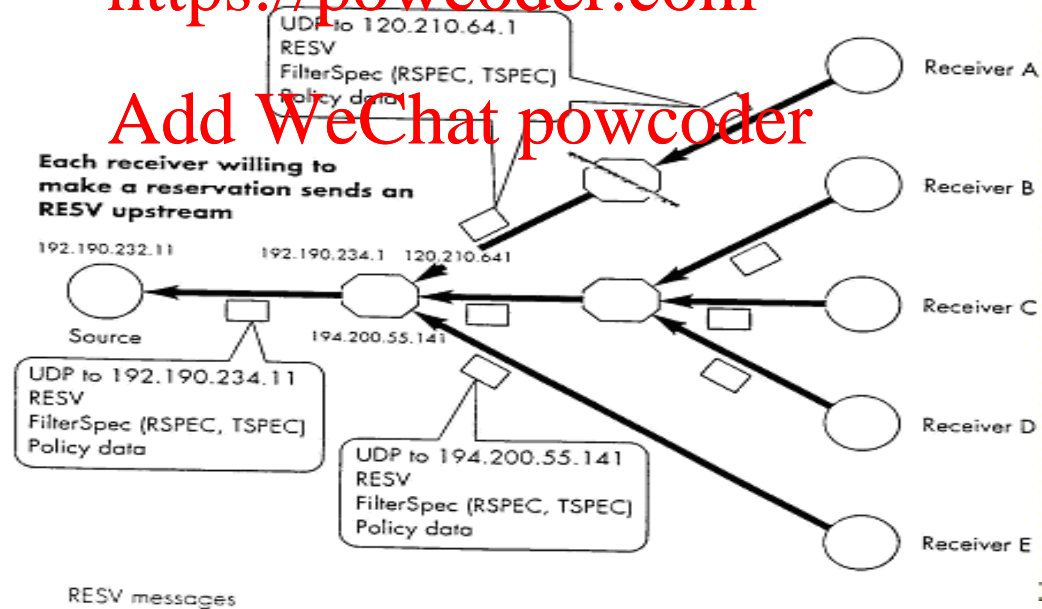 https://powcoder.com
UDP to 120.210.64.1
RESV
FilterSpec (RSPEC, TSPEC)
Policy data
Receiver A
Add WeChat powcoder
Each receiver willing to
make a reservation sends an
RESV upstream
Receiver B
192.190.232.11
192.190.234.1
120.210.641
Receiver C
Source
194.200.55.141
UDP to 192.190.234.11
RESV
FilterSpec (RSPEC, TSPEC)
Policy data
Receiver D
UDP to 194.200.55.141
RESV
FilterSpec (RSPEC, TSPEC)
Policy data
Receiver E
RESV messages